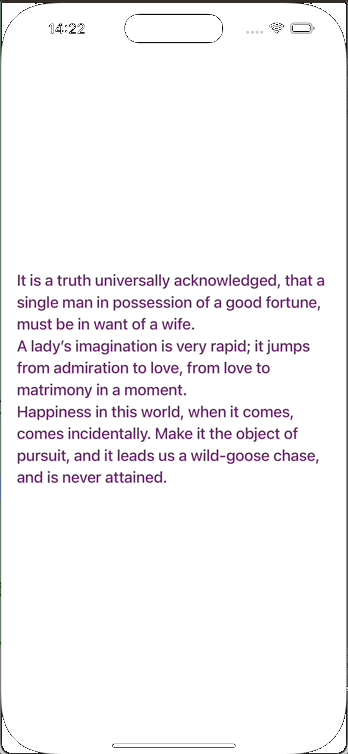 14:22
It is a truth universally acknowledged, that a
single man in possession of a good fortune,
must be in want of a wife.
A lady’s imagination is very rapid; it jumps
from admiration to love, from love to
matrimony in a moment.
Happiness in this world, when it comes,
comes incidentally. Make it the object of
pursuit, and it leads us a wild-goose chase,
and is never attained.